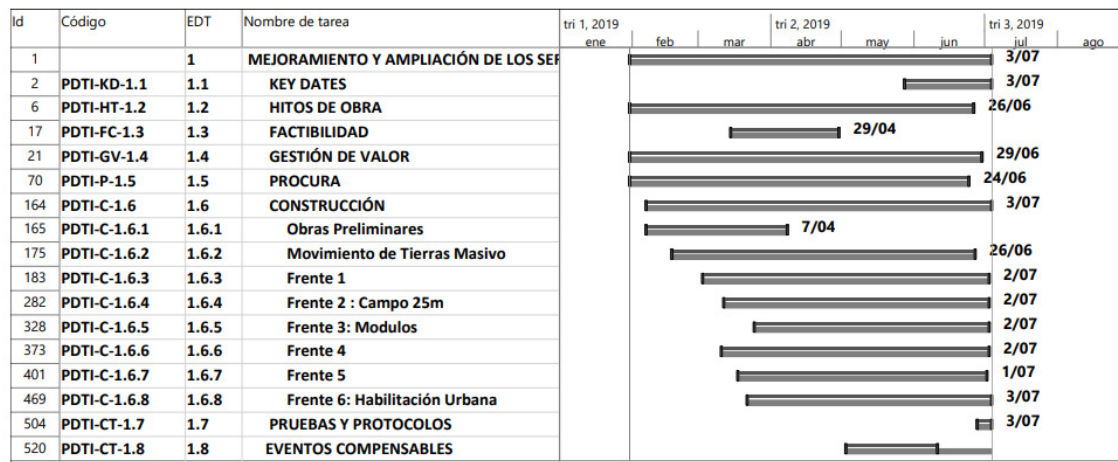 Id Código EDT Nombre de tarea tri 1, 2019 tri 2, 2019 tri 3, 2019
ene feb mar abr may jun jul ago
1 1 MEJORAMIENTO Y AMPLIACIÓN DE LOS SER 3/07
2 PDTI-KD-1.1 1.1 KEY DATES 3/07
6 PDTI-HT-1.2 1.2 HITOS DE OBRA 26/06
17 PDTI-FC-1.3 1.3 FACTIBILIDAD 29/04
21 PDTI-GV-1.4 1.4 GESTIÓN DE VALOR 29/06
70 PDTI-P-1.5 1.5 PROCURA 24/06
164 PDTI-C-1.6 1.6 CONSTRUCCIÓN 3/07
165 PDTI-C-1.6.1 1.6.1 Obras Preliminares 7/04
175 PDTI-C-1.6.2 1.6.2 Movimiento de Tierras Masivo 26/06
183 PDTI-C-1.6.3 1.6.3 Frente 1 2/07
282 PDTI-C-1.6.4 1.6.4 Frente 2 : Campo 25m 2/07
328 PDTI-C-1.6.5 1.6.5 Frente 3: Modulos 2/07
373 PDTI-C-1.6.6 1.6.6 Frente 4 2/07
401 PDTI-C-1.6.7 1.6.7 Frente 5 1/07
469 PDTI-C-1.6.8 1.6.8 Frente 6: Habilitación Urbana 3/07
504 PDTI-CT-1.7 1.7 PRUEBAS Y PROTOCOLOS 3/07
520 PDTI-CT-1.8 1.8 EVENTOS COMPENSABLES